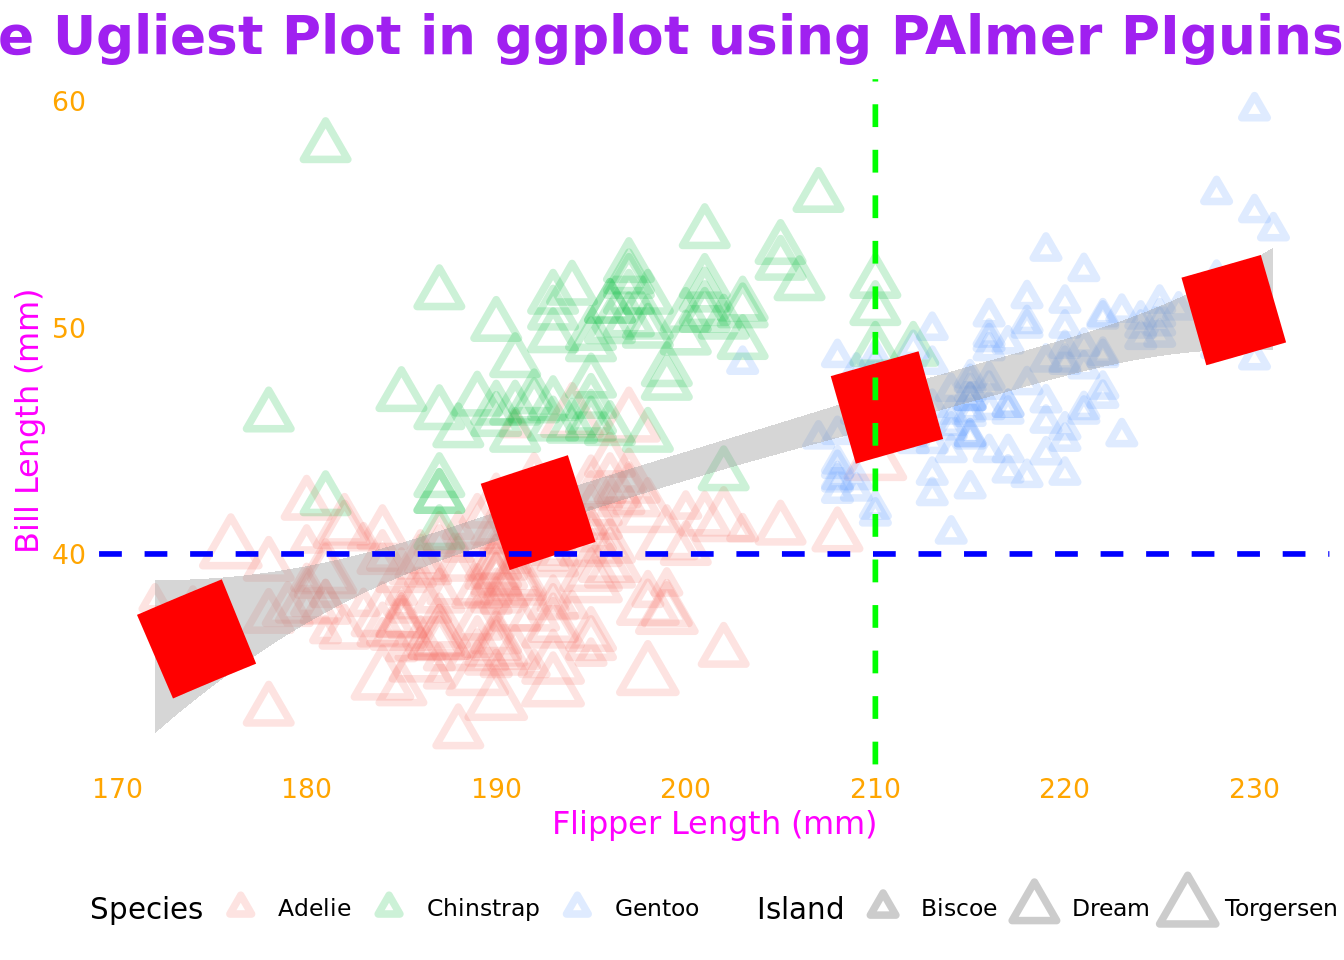 e Ugliest Plot in ggplot using PAlmer PIguins
60
50
40
Bill Length (mm)
170 180 190 200 210 220 230
Flipper Length (mm)
Species Adelie Chinstrap Gentoo Island Biscoe Dream Torgersen